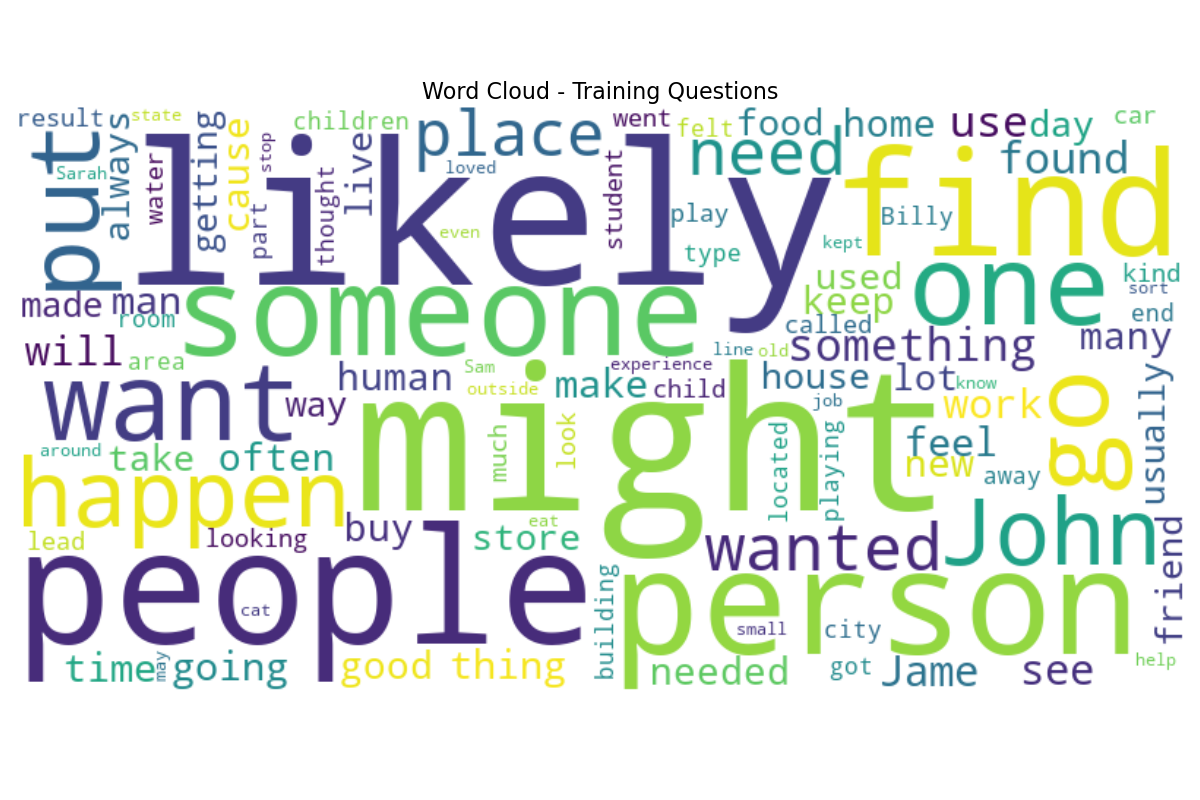 Word Cloud - Training Questions
result
state
children
went
felt
food
home
use
day
car
put
always
Sarah
water
getting
cause
stop
part
thought
live
place
loved
student
need
found
likely
even
play
type
Billy
kept
find
made
man
room
someone
used
keep
one
kind
sort
end
will
area
called
line
old
something
many
want
way
human
Sam
outside
experience
make
child
house
lot
know
job
work
go
usually
around
take
often
might
much
look
located
playing
feel
new
away
happen
lead
looking
buy
eat
store
wanted
John
people
cat
building
person
small
city
friend
time
may
going
good thing
needed
got
Jame
see
help